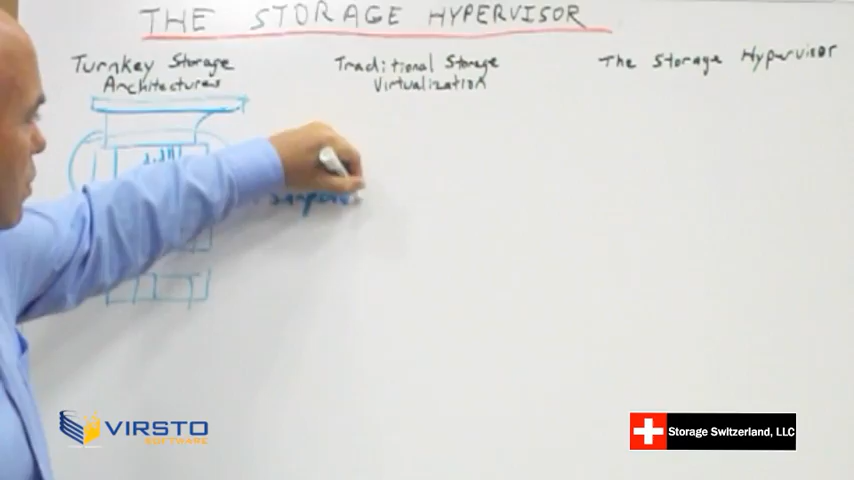 THE STORAGE HYPERVISOR
Turnkey Storage
Architectures
Traditional Storage
Virtualization
The Storage Hypervisor
VIRSTO
SOFTWARE
Storage Switzerland, LLC